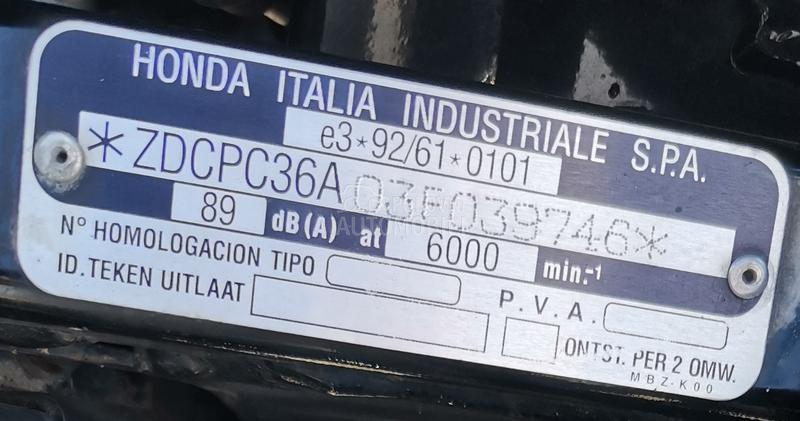 HONDA ITALIA INDUSTRIALE S.P.A.
e3*92/61*0101
*ZDCPC36A03F039746*
89 dB(A) at 6000 min.-1
N° HOMOLOGACION TIPO
P.V.A.
ID.TEKEN UITLAAT
ONTST. PER 2 OMW.
MBZ-K00